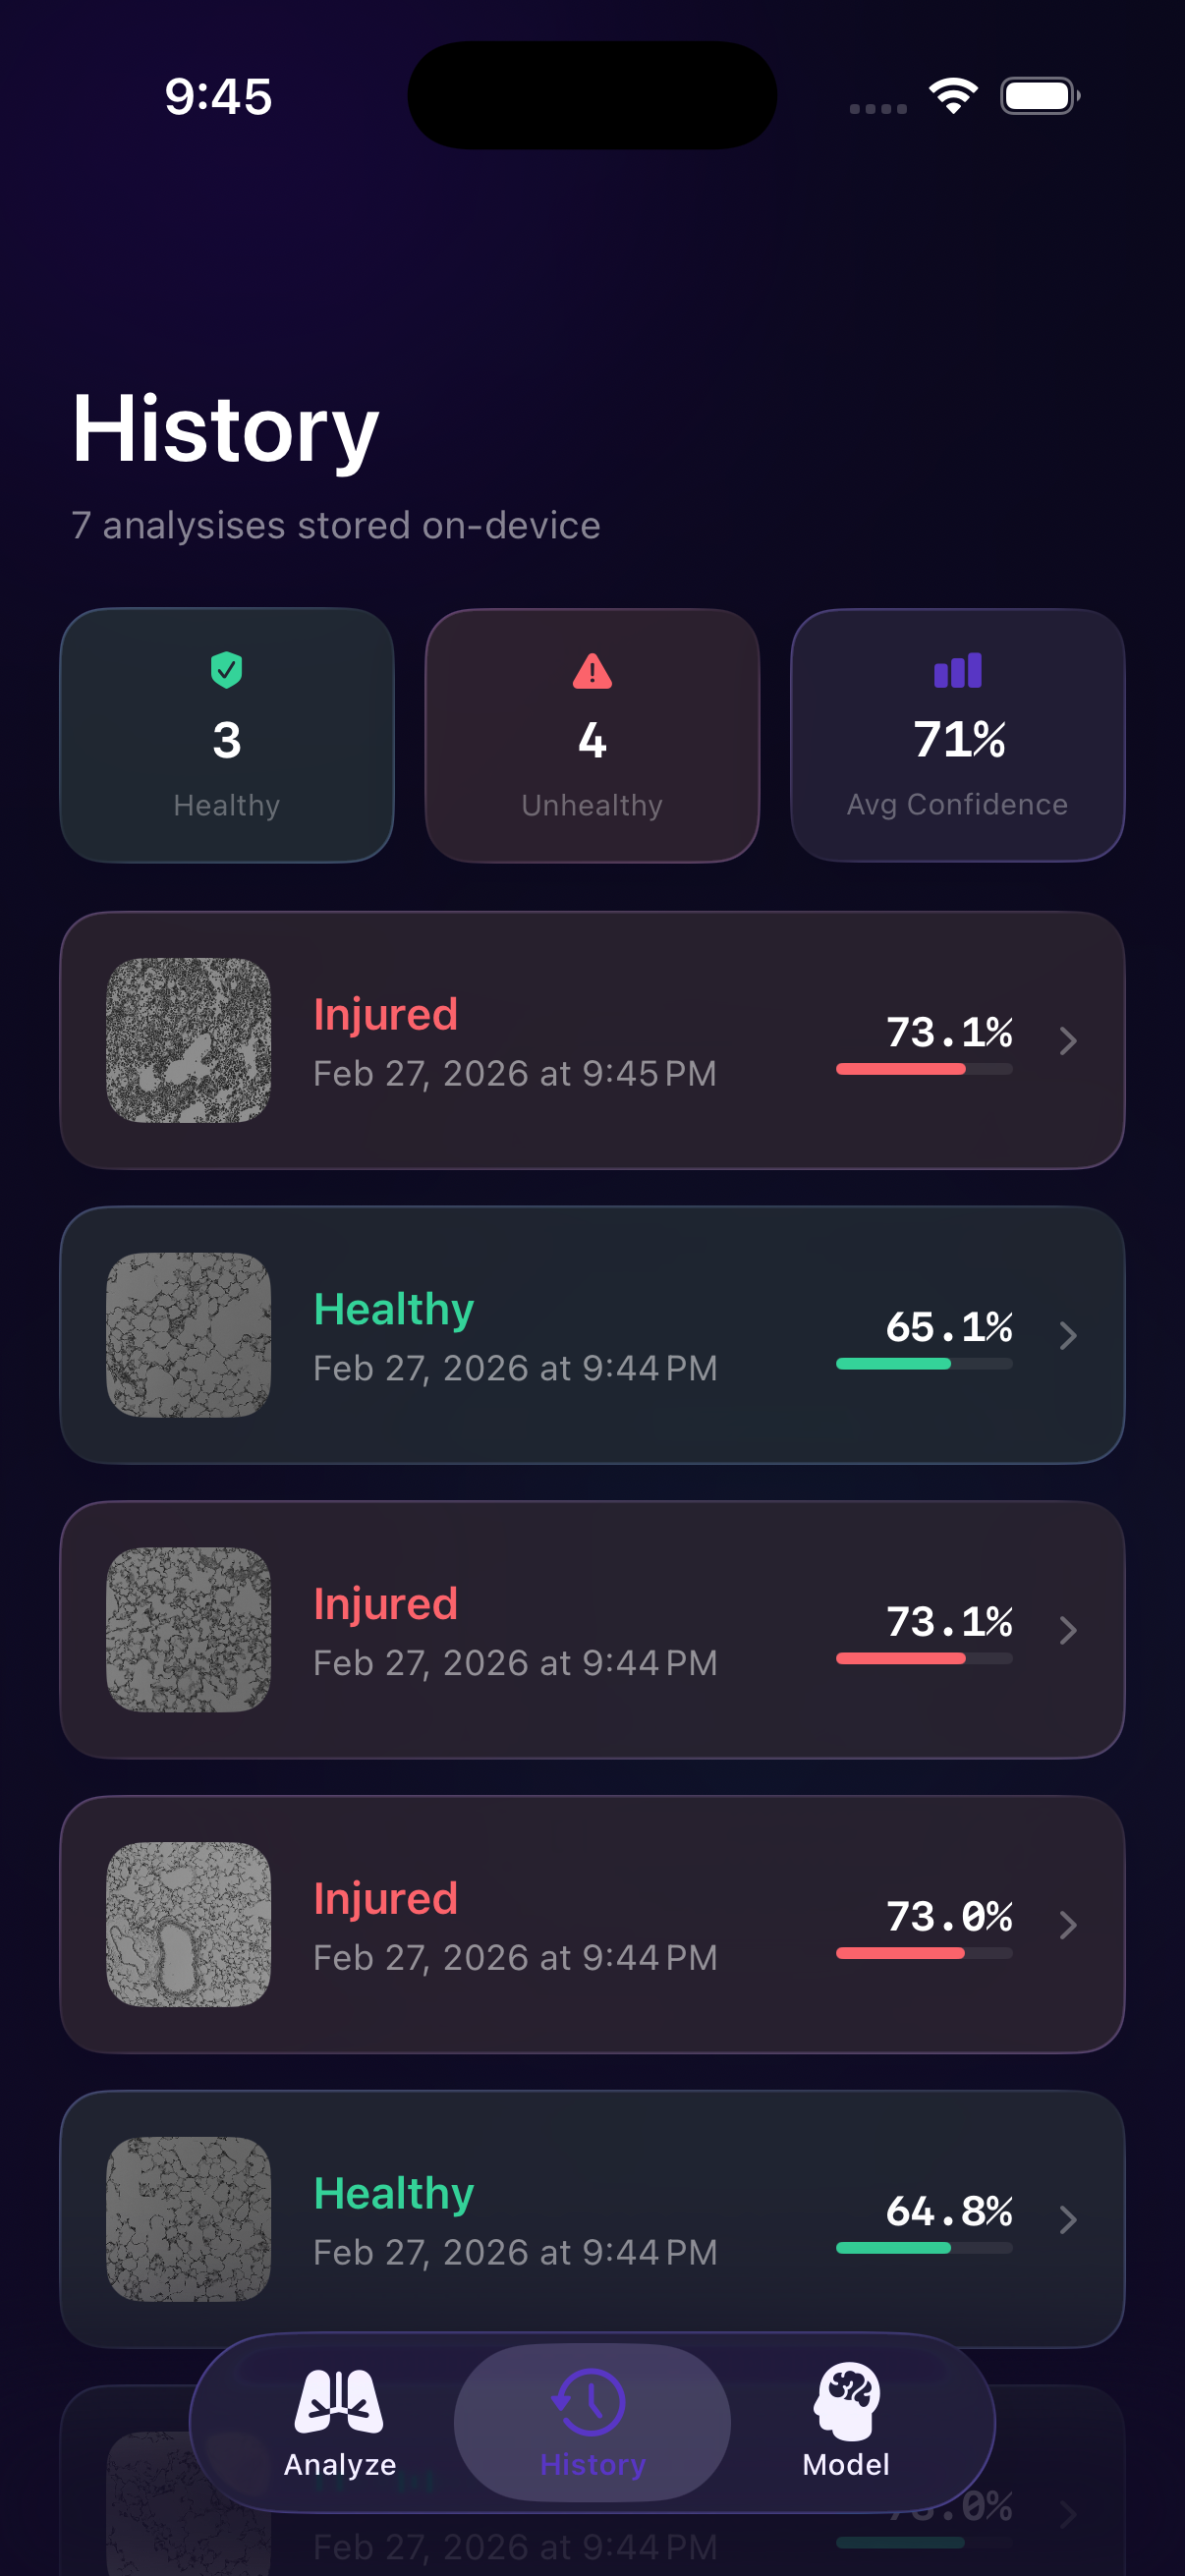 9:45
History
7 analysises stored on-device
3
Healthy
4
Unhealthy
71%
Avg Confidence
Injured
Feb 27, 2026 at 9:45 PM
73.1%
Healthy
Feb 27, 2026 at 9:44 PM
65.1%
Injured
Feb 27, 2026 at 9:44 PM
73.1%
Injured
Feb 27, 2026 at 9:44 PM
73.0%
Healthy
Feb 27, 2026 at 9:44 PM
64.8%
Analyze
History
Model
Feb 27, 2026 at 9:44 PM